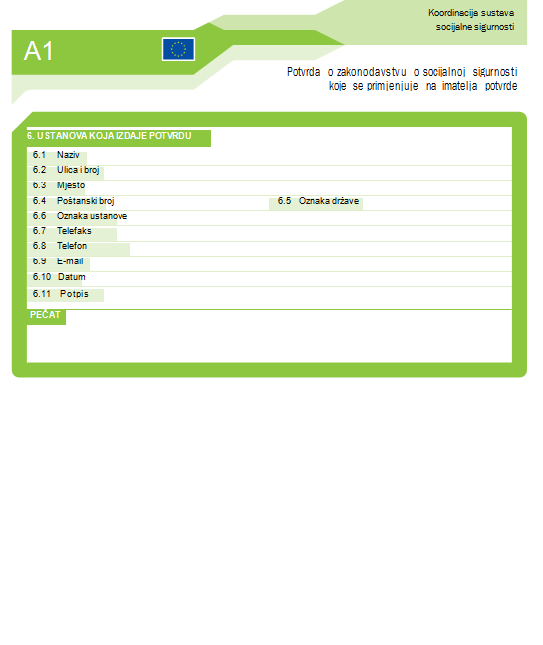 Koordinacija sustava
socijalne sigurnosti
A1
Potvrda o zakonodavstvu o socijalnoj sigurnosti
koje se primjenjuje na imatelja potvrde
6. USTANOVA KOJA IZDAJE POTVRDU
6.1 Naziv
6.2 Ulica i broj
6.3 Mjesto
6.4 Poštanski broj 6.5 Oznaka države
6.6 Oznaka ustanove
6.7 Telefaks
6.8 Telefon
6.9 E-mail
6.10 Datum
6.11 Potpis
PEČAT